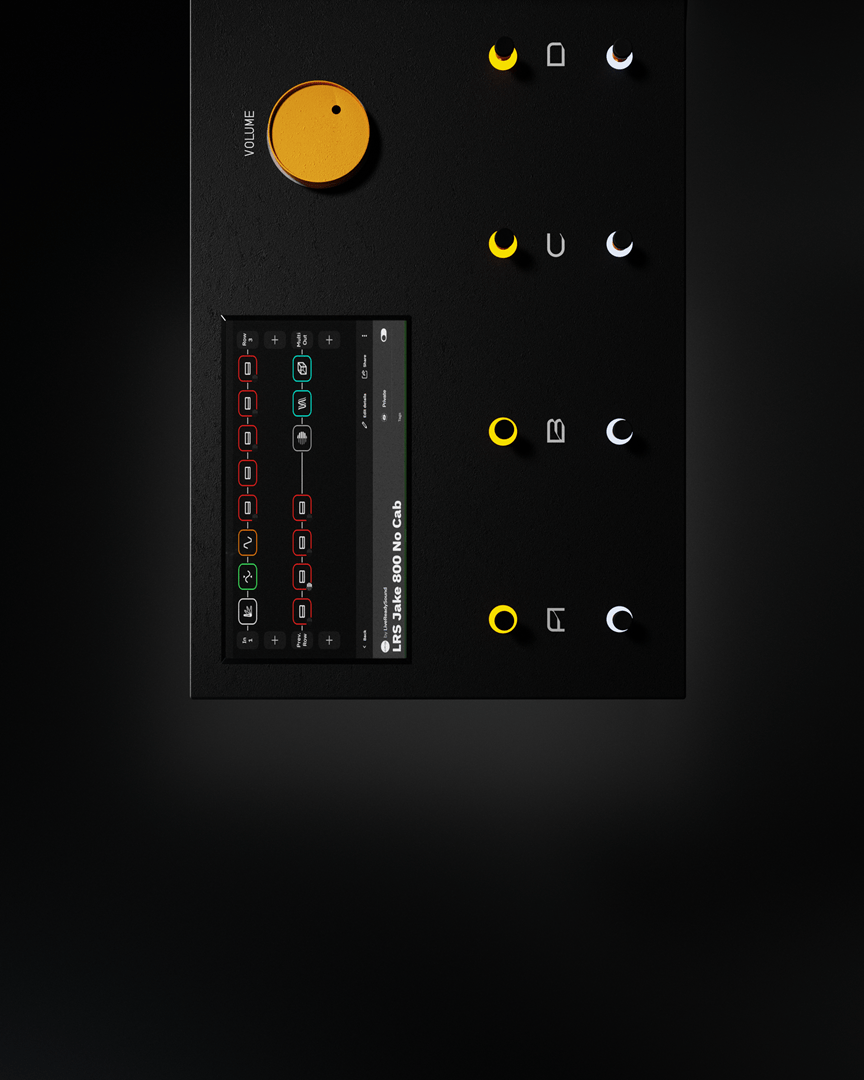 VOLUME
In 1
Row 3
+
+
Prev. Row
Multi Out
+
+
< Back
Edit details
Share
by LiveReadySound
Private
LRS Jake 800 No Cab
A
B
C
D